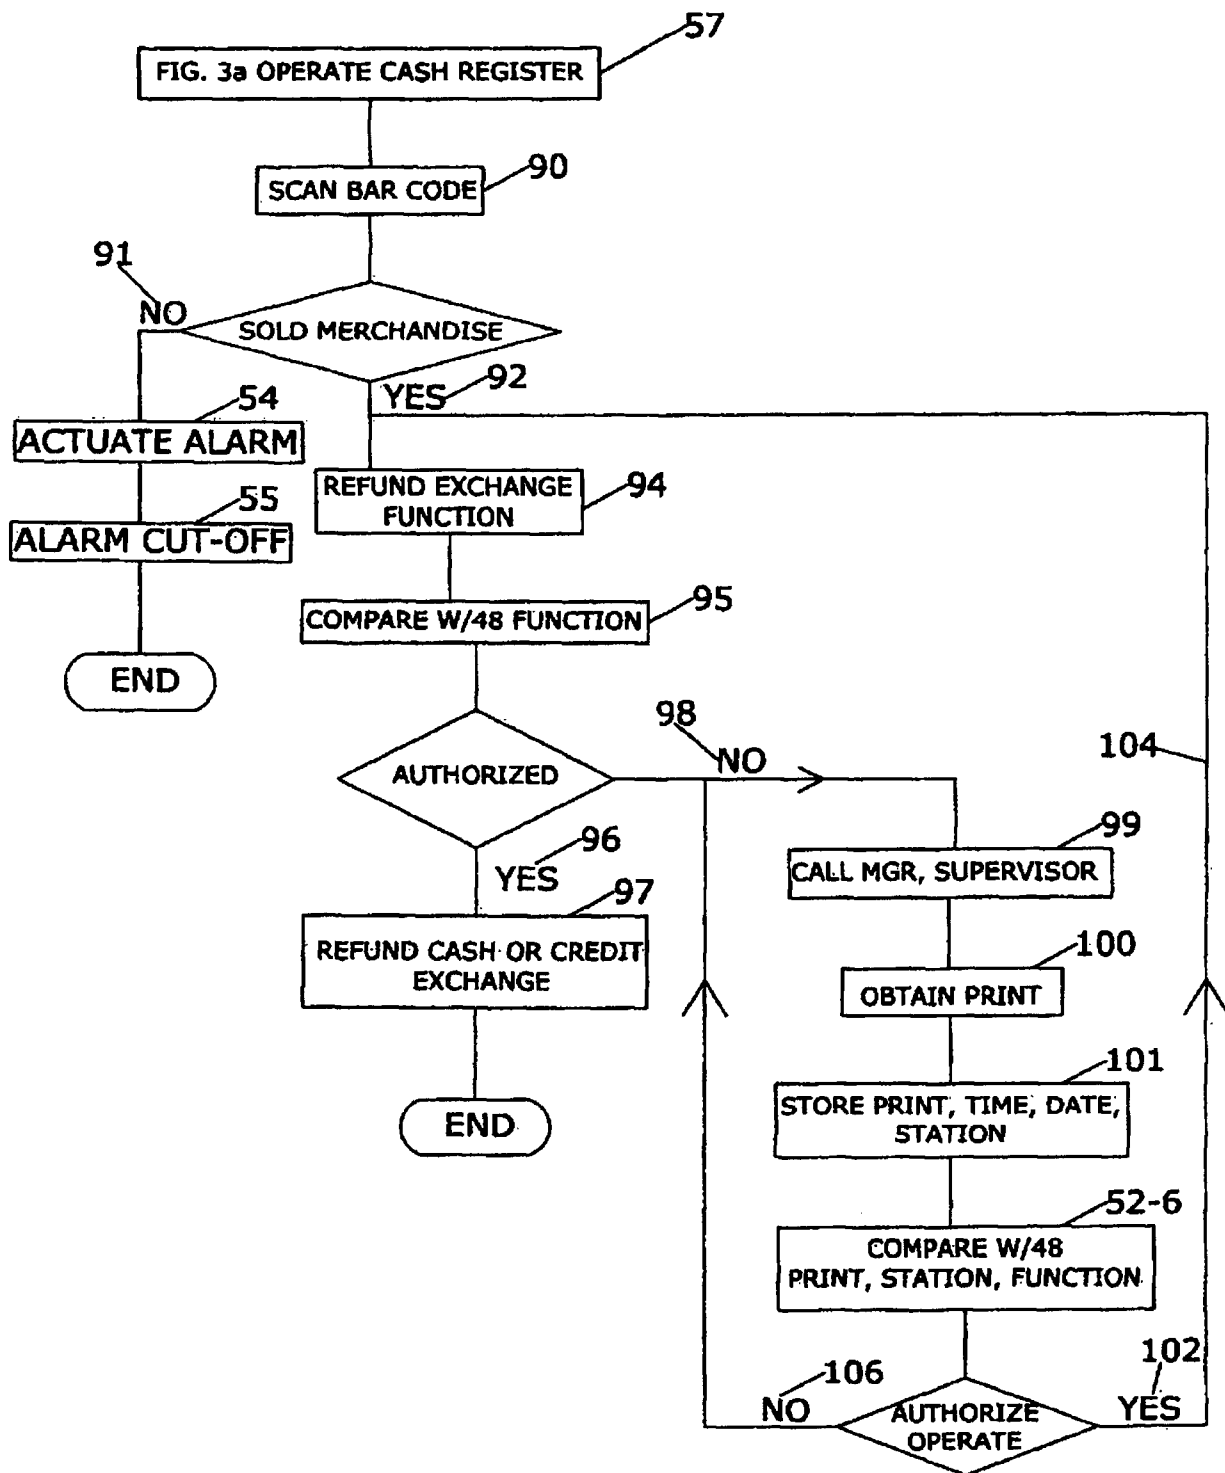 57
FIG. 3a OPERATE CASH REGISTER
90
SCAN BAR CODE
91
NO
SOLD MERCHANDISE
YES
92
54
ACTUATE ALARM
55
ALARM CUT-OFF
END
REFUND EXCHANGE
FUNCTION
94
COMPARE W/48 FUNCTION
95
AUTHORIZED
98
NO
104
96
YES
97
REFUND CASH OR CREDIT
EXCHANGE
END
99
CALL MGR, SUPERVISOR
100
OBTAIN PRINT
101
STORE PRINT, TIME, DATE,
STATION
52-6
COMPARE W/48
PRINT, STATION, FUNCTION
106
NO
AUTHORIZE
OPERATE
102
YES